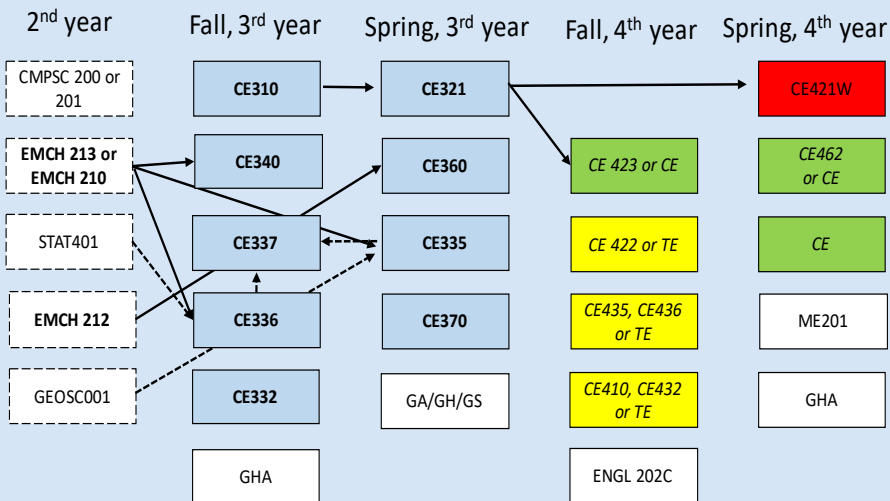 2nd year
Fall, 3rd year
Spring, 3rd year
Fall, 4th year
Spring, 4th year
CMPSC 200 or
201
CE310
CE321
CE421W
EMCH 213 or
EMCH 210
CE340
CE360
CE 423 or CE
CE462
or CE
STAT401
CE337
CE335
CE 422 or TE
CE
EMCH 212
CE336
CE370
CE435, CE436
or TE
ME201
GEOSC001
CE332
GA/GH/GS
CE410, CE432
or TE
GHA
GHA
ENGL 202C